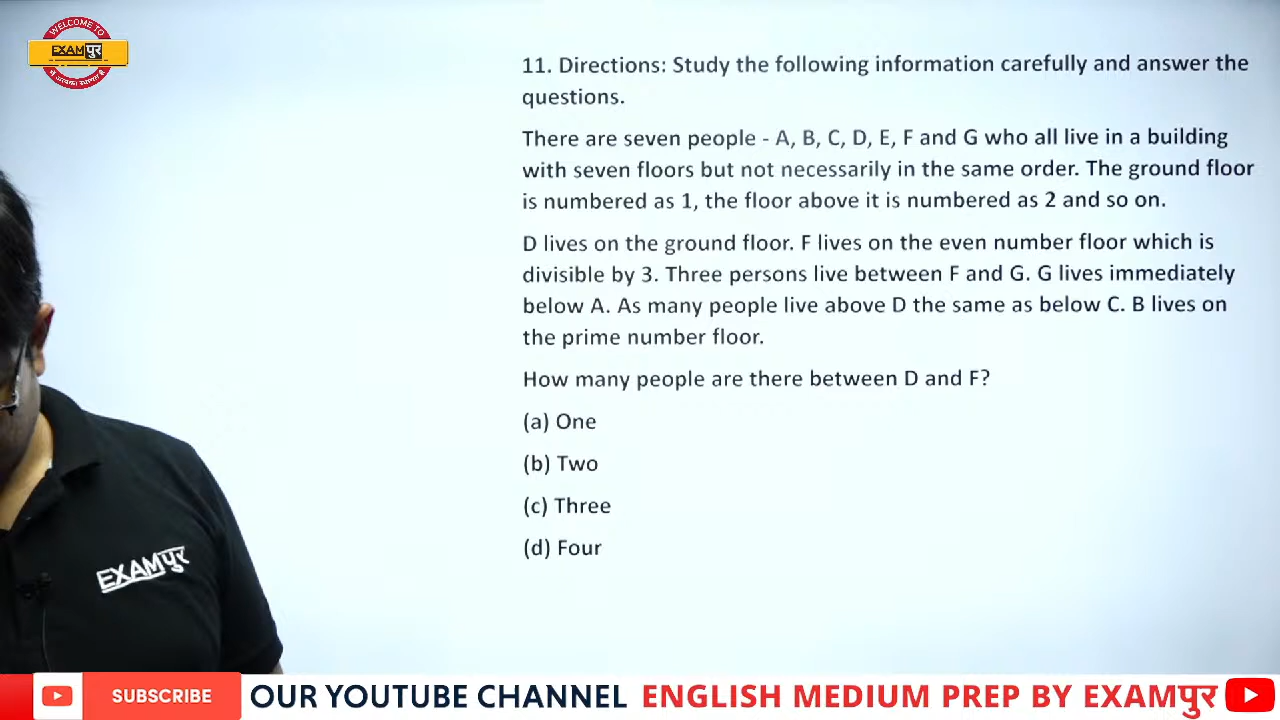 WELCOME TO
EXAMपुर
11. Directions: Study the following information carefully and answer the
questions.
There are seven people - A, B, C, D, E, F and G who all live in a building
with seven floors but not necessarily in the same order. The ground floor
is numbered as 1, the floor above it is numbered as 2 and so on.
D lives on the ground floor. F lives on the even number floor which is
divisible by 3. Three persons live between F and G. G lives immediately
below A. As many people live above D the same as below C. B lives on
the prime number floor.
How many people are there between D and F?
(a) One
(b) Two
(c) Three
(d) Four
EXAMपुर
SUBSCRIBE
OUR YOUTUBE CHANNEL ENGLISH MEDIUM PREP BY EXAMपुर